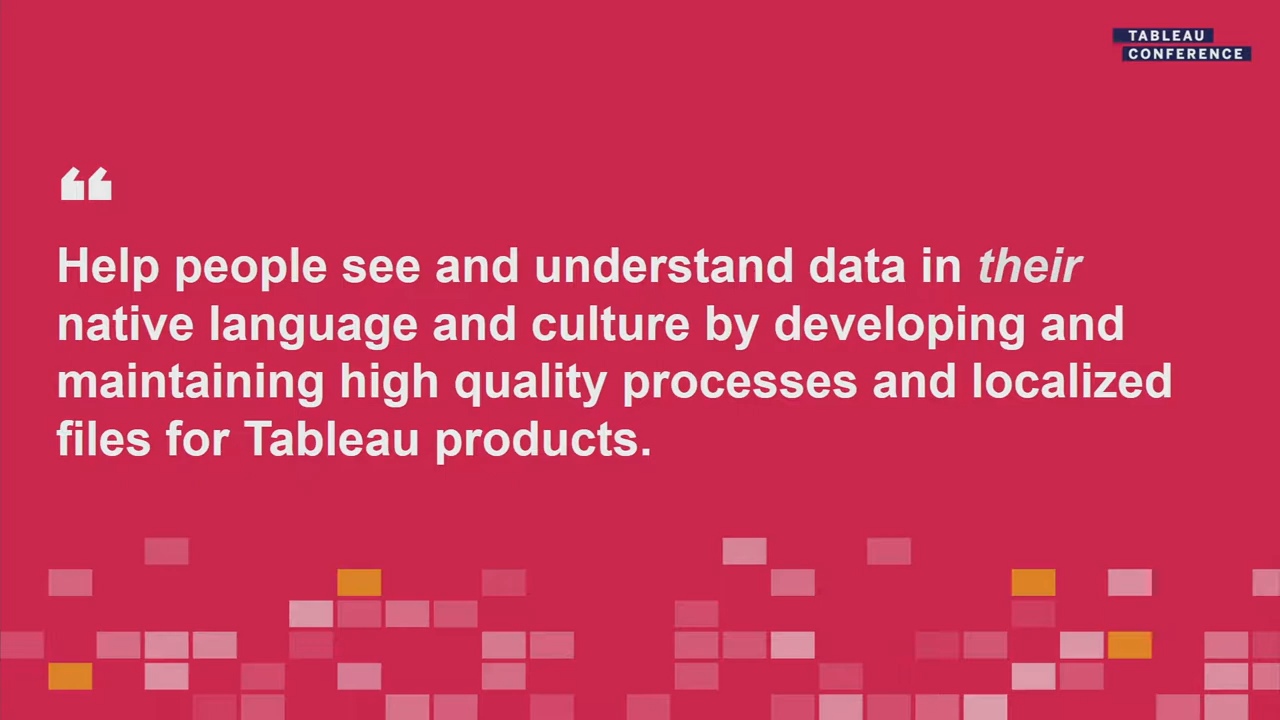 TABLEAU
CONFERENCE
“
Help people see and understand data in their
native language and culture by developing and
maintaining high quality processes and localized
files for Tableau products.